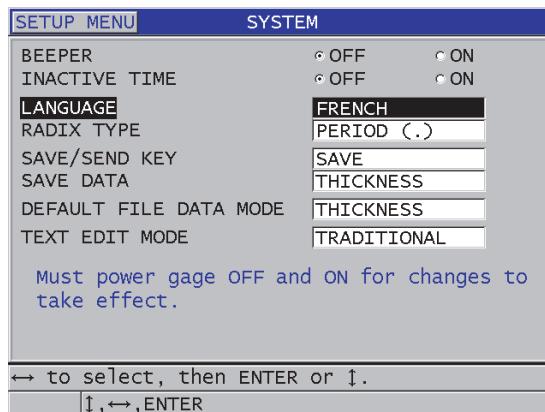 SETUP MENU SYSTEM
BEEPER OFF ON
INACTIVE TIME OFF ON
LANGUAGE FRENCH
RADIX TYPE PERIOD (.)
SAVE/SEND KEY SAVE
SAVE DATA THICKNESS
DEFAULT FILE DATA MODE THICKNESS
TEXT EDIT MODE TRADITIONAL
Must power gage OFF and ON for changes to
take effect.
↔ to select, then ENTER or ↕.
↕,↔,ENTER